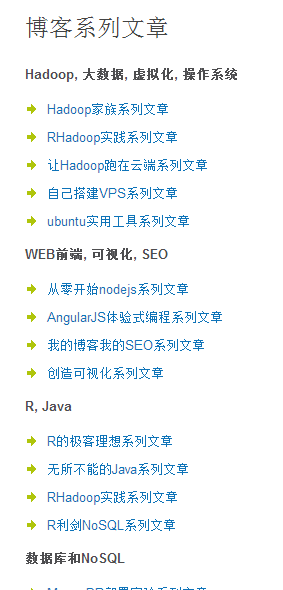 博客系列文章
Hadoop, 大数据, 虚拟化, 操作系统
Hadoop家族系列文章
RHadoop实践系列文章
让Hadoop跑在云端系列文章
自己搭建VPS系列文章
ubuntu实用工具系列文章
WEB前端, 可视化, SEO
从零开始nodejs系列文章
AngularJS体验式编程系列文章
我的博客我的SEO系列文章
创造可视化系列文章
R, Java
R的极客理想系列文章
无所不能的Java系列文章
RHadoop实践系列文章
R利剑NoSQL系列文章
数据库和NoSQL